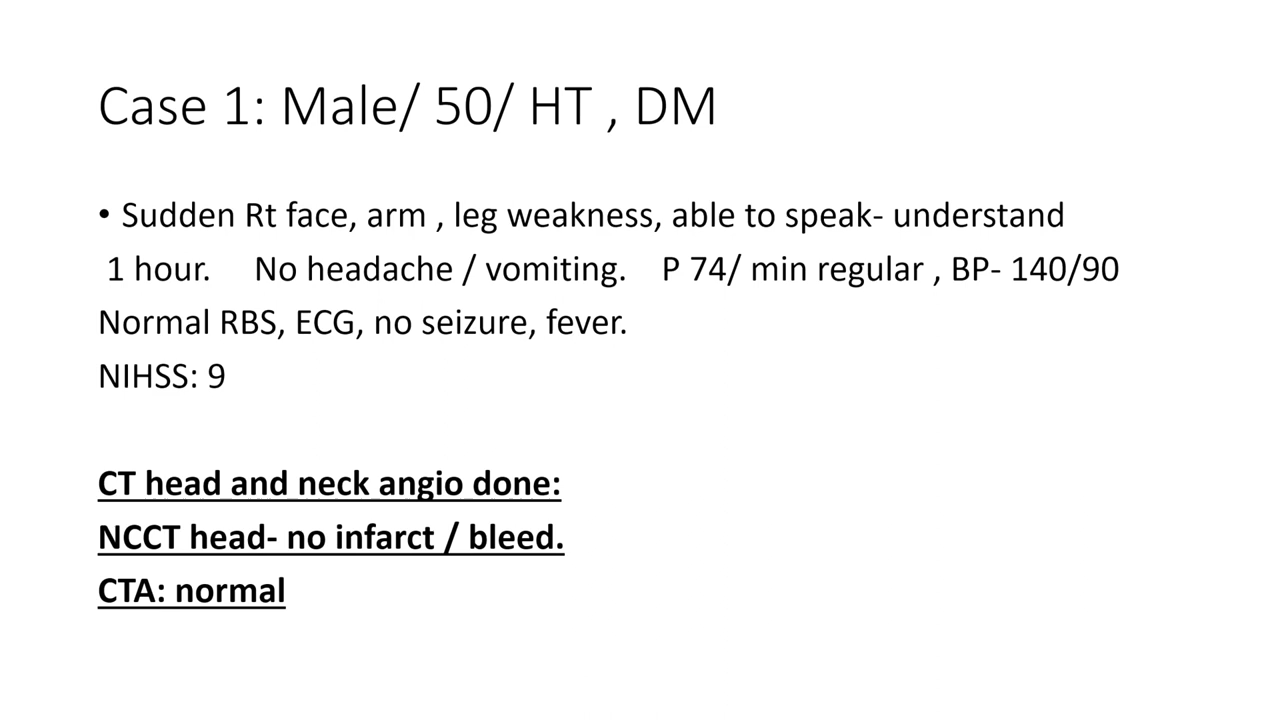 Case 1: Male/ 50/ HT , DM
• Sudden Rt face, arm , leg weakness, able to speak- understand
1 hour. No headache / vomiting. P 74/ min regular , BP- 140/90
Normal RBS, ECG, no seizure, fever.
NIHSS: 9
CT head and neck angio done:
NCCT head- no infarct / bleed.
CTA: normal